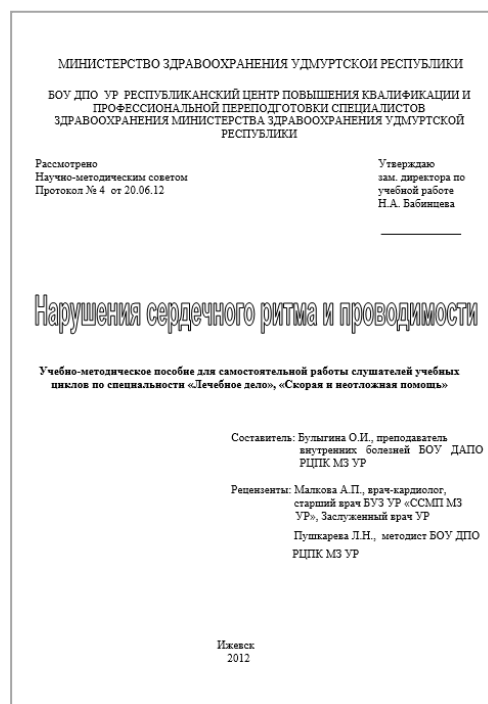 МИНИСТЕРСТВО ЗДРАВООХРАНЕНИЯ УДМУРТСКОИ РЕСПУБЛИКИ
БОУ ДПО УР РЕСПУБЛИКАНСКИЙ ЦЕНТР ПОВЫШЕНИЯ КВАЛИФИКАЦИИ И
ПРОФЕССИОНАЛЬНОЙ ПЕРЕПОДГОТОВКИ СПЕЦИАЛИСТОВ
ЗДРАВООХРАНЕНИЯ МИНИСТЕРСТВА ЗДРАВООХРАНЕНИЯ УДМУРТСКОЙ
РЕСПУБЛИКИ
Рассмотрено
Научно-методическим советом
Протокол № 4 от 20.06.12
Утверждаю
зам. директора по
учебной работе
Н.А. Бабинцева
Нарушения сердечного ритма и проводимости
Учебно-методическое пособие для самостоятельной работы слушателей учебных
циклов по специальности «Лечебное дело», «Скорая и неотложная помощь»
Составитель: Булыгина О.И., преподаватель
внутренних болезней БОУ ДАПО
РЦПК МЗ УР
Рецензенты: Малкова А.П., врач-кардиолог,
старший врач БУЗ УР «ССМП МЗ
УР», Заслуженный врач УР
Пушкарева Л.Н., методист БОУ ДПО
РЦПК МЗ УР
Ижевск
2012